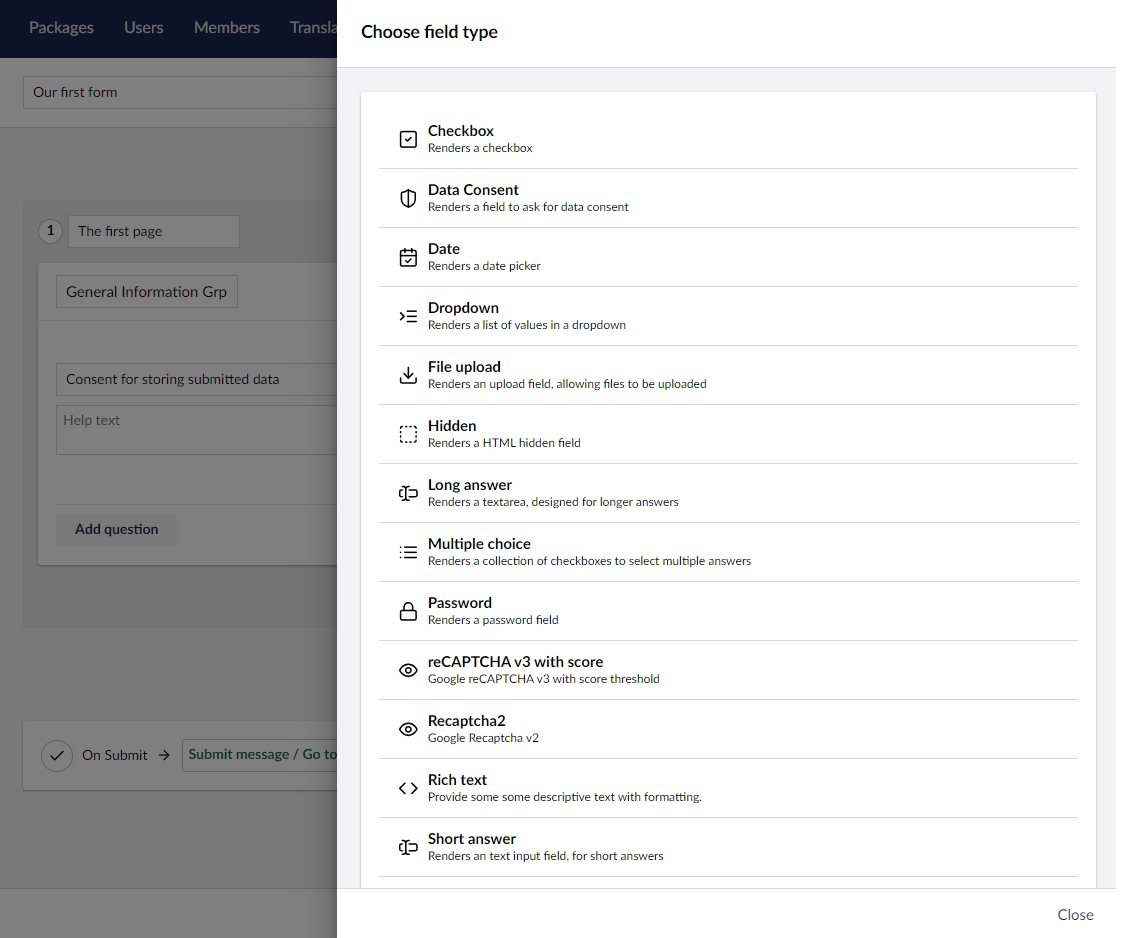 Packages Users Members Transla
Our first form
1 The first page
General Information Grp
Consent for storing submitted data
Help text
Add question
On Submit → Submit message / Go to
Choose field type
Checkbox
Renders a checkbox
Data Consent
Renders a field to ask for data consent
Date
Renders a date picker
Dropdown
Renders a list of values in a dropdown
File upload
Renders an upload field, allowing files to be uploaded
Hidden
Renders a HTML hidden field
Long answer
Renders a textarea, designed for longer answers
Multiple choice
Renders a collection of checkboxes to select multiple answers
Password
Renders a password field
reCAPTCHA v3 with score
Google reCAPTCHA v3 with score threshold
Recaptcha2
Google Recaptcha v2
Rich text
Provide some some descriptive text with formatting.
Short answer
Renders an text input field, for short answers
Close